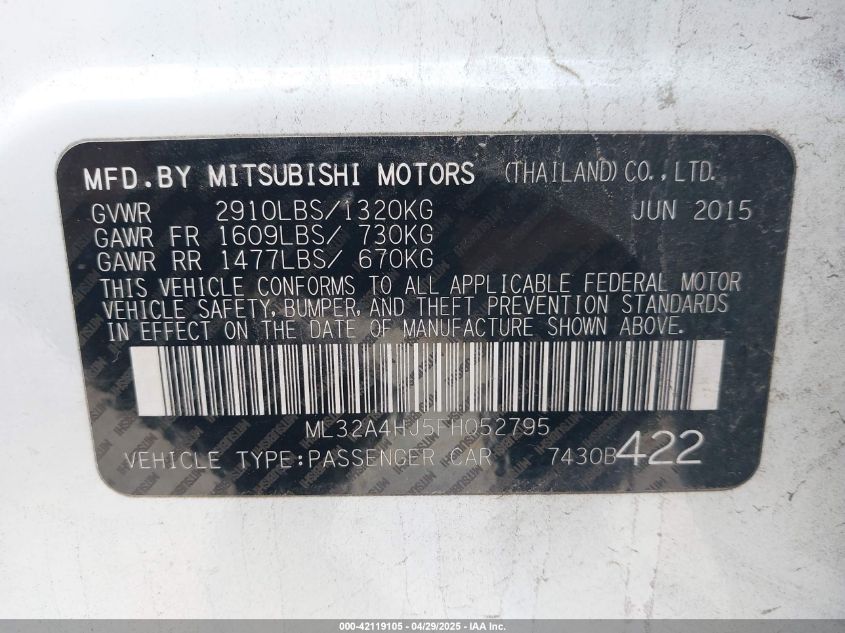 MFD.BY MITSUBISHI MOTORS (THAILAND) CO., LTD.
GVWR 2910LBS/1320KG JUN 2015
GAWR FR 1609LBS/ 730KG
GAWR RR 1477LBS/ 670KG
THIS VEHICLE CONFORMS TO ALL APPLICABLE FEDERAL MOTOR
VEHICLE SAFETY, BUMPER, AND THEFT PREVENTION STANDARDS
IN EFFECT ON THE DATE OF MANUFACTURE SHOWN ABOVE.
ML32A4HJ5FH052795
VEHICLE TYPE:PASSENGER CAR 7430B422
000-42119105 - 04/29/2025 - IAA Inc.